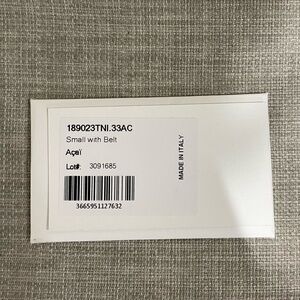 189023TNI.33AC
Small with Belt
Açaï
Lot#: 3091685
3665951127632
MADE IN ITALY